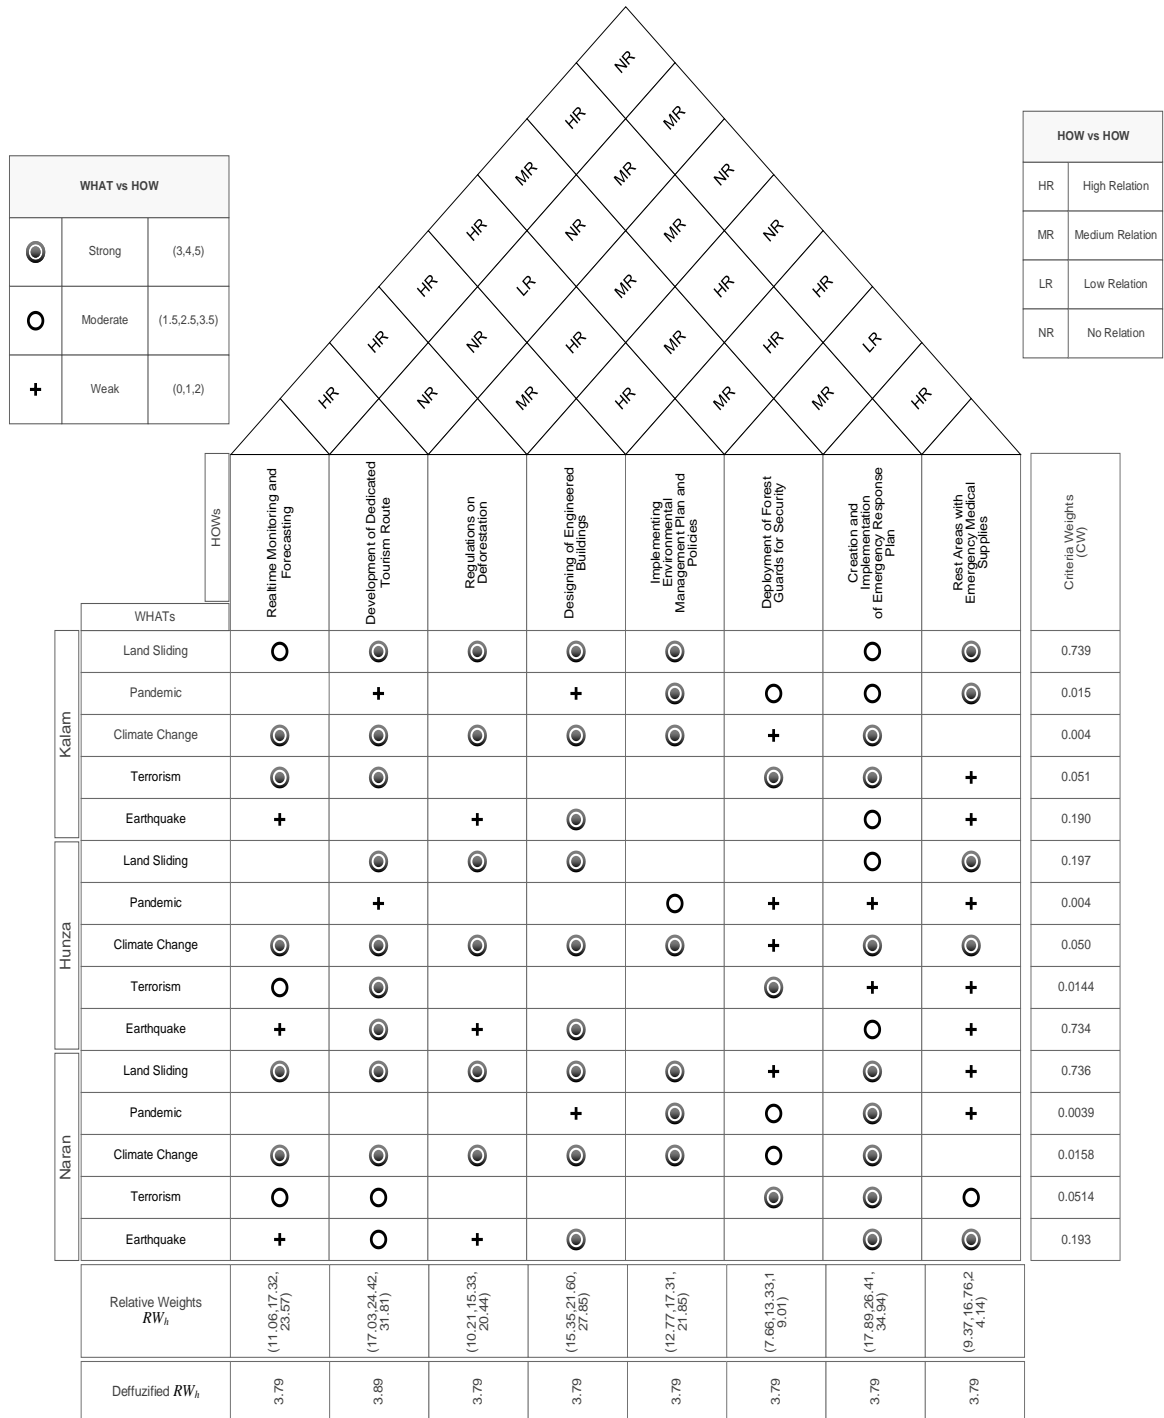 NR
HR
MR
MR
MR
NR
HR
NR
MR
NR
HR
LR
MR
HR
HR
HR
NR
HR
MR
HR
LR
HR
NR
MR
HR
MR
MR
HR
WHAT vs HOW
Strong
(3,4,5)
Moderate
(1.5,2.5,3.5)
+
Weak
(0,1,2)
HOW vs HOW
HR
High Relation
MR
Medium Relation
LR
Low Relation
NR
No Relation
HOWs
WHATs
Realtime Monitoring and
Forecasting
Development of Dedicated
Tourism Route
Regulations on
Deforestation
Designing of Engineered
Buildings
Implementing
Environmental
Management Plan and
Policies
Deployment of Forest
Guards for Security
Creation and
Implementation
of Emergency Response
Plan
Rest Areas with
Emergency Medical
Supplies
Criteria Weights
(CW)
Kalam
Land Sliding
0.739
Pandemic
+ +
0.015
Climate Change
+
0.004
Terrorism
+
0.051
Earthquake
+ + +
0.190
Hunza
Land Sliding
0.197
Pandemic
+ + + +
0.004
Climate Change
+
0.050
Terrorism
+ +
0.0144
Earthquake
+ + +
0.734
Naran
Land Sliding
+ +
0.736
Pandemic
+ +
0.0039
Climate Change
0.0158
Terrorism
0.0514
Earthquake
+ +
0.193
Relative Weights
RWh
(11.06,17.32,
23.57)
(17.03,24.42,
31.81)
(10.21,15.33,
20.44)
(15.35,21.60,
27.85)
(12.77,17.31,
21.85)
(7.66,13.33,1
9.01)
(17.89,26.41,
34.94)
(9.37,16.76,2
4.14)
Deffuzified RWh
3.79
3.89
3.79
3.79
3.79
3.79
3.79
3.79